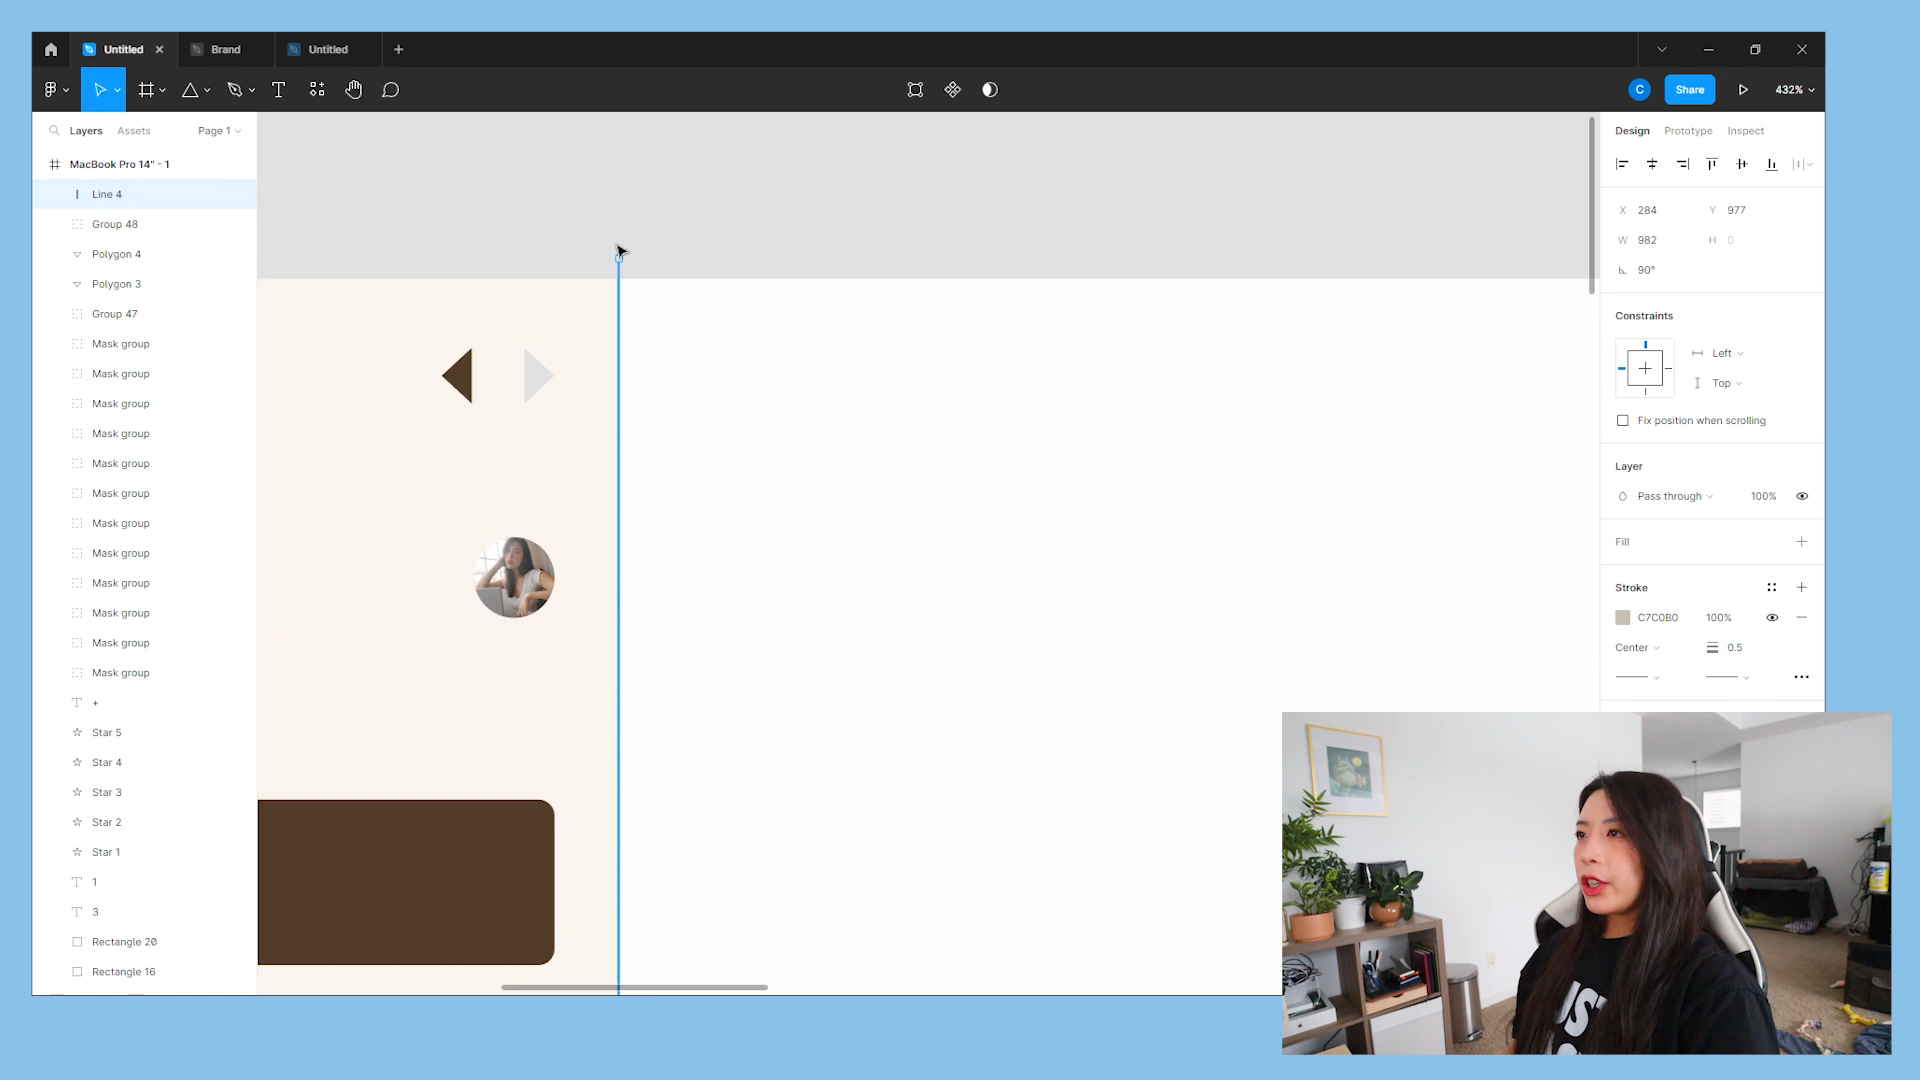 Untitled
Brand
Untitled
C
Share
432%
Layers
Assets
Page 1
Design
Prototype
Inspect
MacBook Pro 14" - 1
Line 4
Group 48
Polygon 4
Polygon 3
Group 47
Mask group
Mask group
Mask group
Mask group
Mask group
Mask group
Mask group
Mask group
Mask group
Mask group
Mask group
Mask group
+
Star 5
Star 4
Star 3
Star 2
Star 1
1
3
Rectangle 20
Rectangle 16
X 284 Y 977
W 982 H 0
90°
Constraints
Left
Top
Fix position when scrolling
Layer
Pass through 100%
Fill
Stroke
C7C0B0 100%
Center 0.5